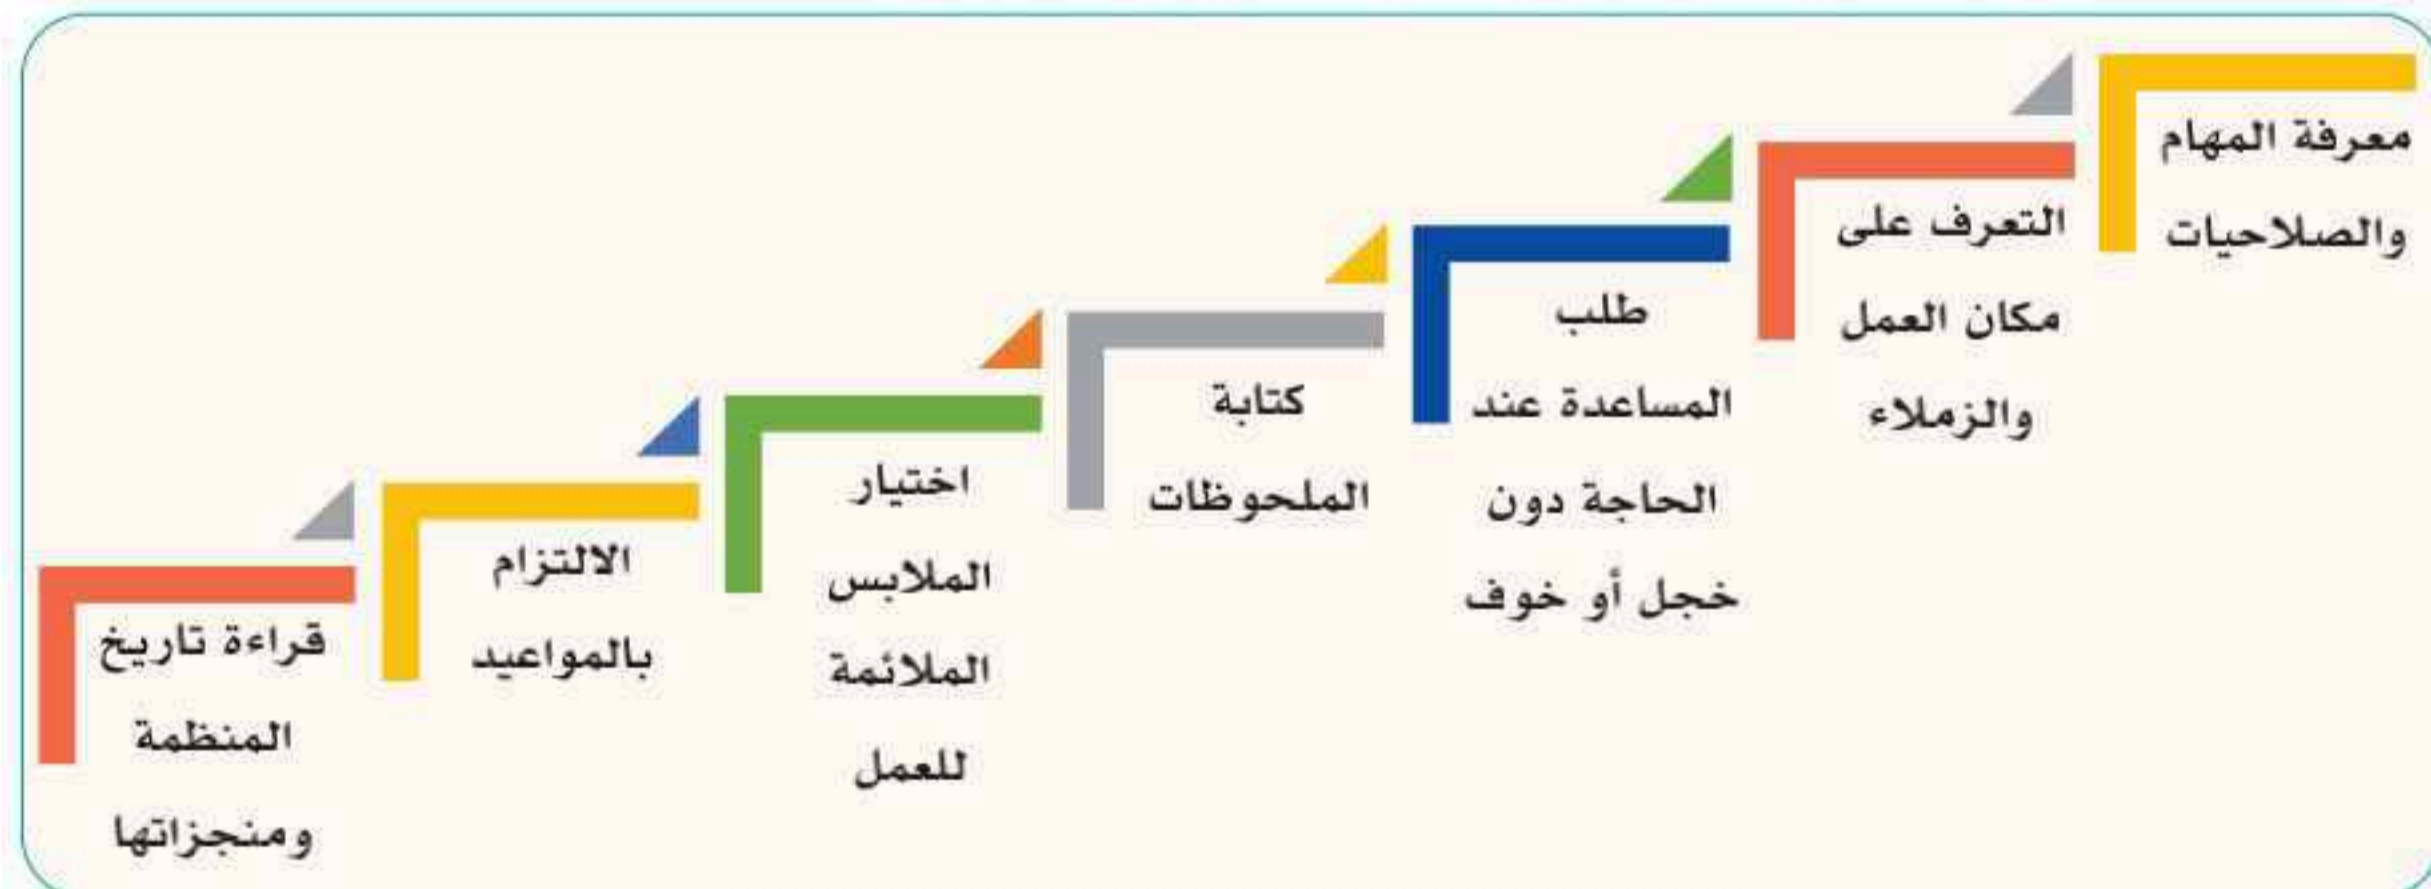 معرفة المهام
والصلاحيات
التعرف على
مكان العمل
والزملاء
طلب
المساعدة عند
الحاجة دون
خجل أو خوف
كتابة
الملحوظات
اختيار
الملابس
الملائمة
للعمل
الالتزام
بالمواعيد
قراءة تاريخ
المنظمة
ومنجزاتها